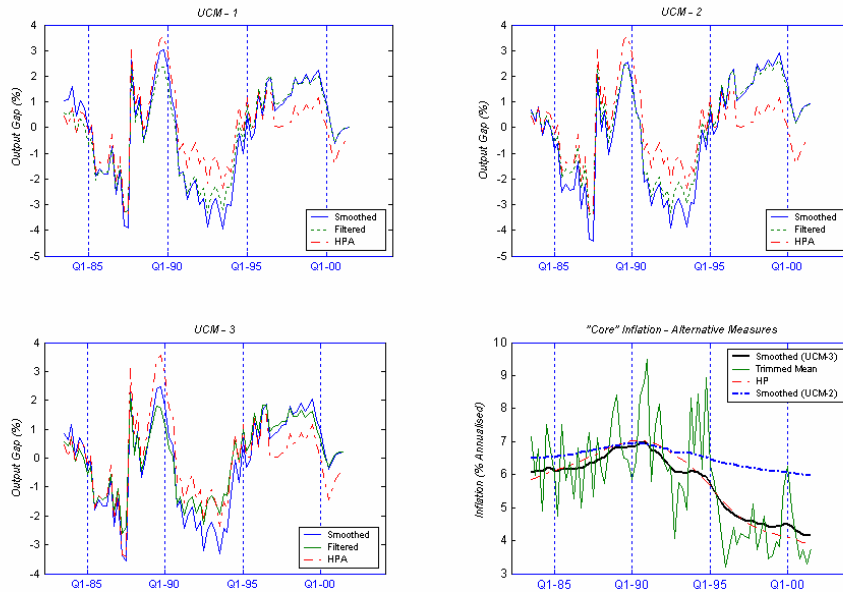 UCM - 1
Output Gap (%)
4
3
2
1
0
-1
-2
-3
-4
-5
Smoothed
Filtered
HPA
Q1-85
Q1-90
Q1-95
Q1-00
UCM - 2
Output Gap (%)
4
3
2
1
0
-1
-2
-3
-4
-5
Smoothed
Filtered
HPA
Q1-85
Q1-90
Q1-95
Q1-00
UCM - 3
Output Gap (%)
4
3
2
1
0
-1
-2
-3
-4
Smoothed
Filtered
HPA
Q1-85
Q1-90
Q1-95
Q1-00
"Core" Inflation - Alternative Measures
Inflation (% Annualised)
10
9
8
7
6
5
4
3
Smoothed (UCM-3)
Trimmed Mean
HP
Smoothed (UCM-2)
Q1-85
Q1-90
Q1-95
Q1-00